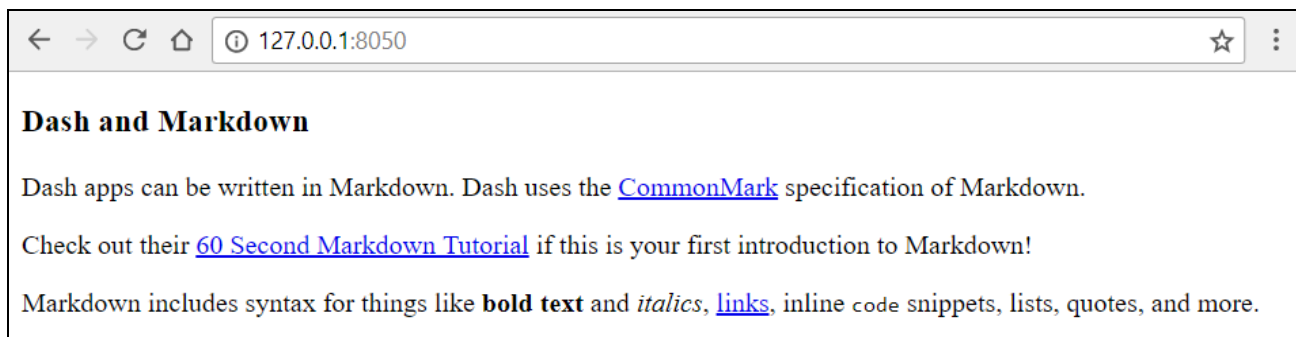 127.0.0.1:8050
Dash and Markdown
Dash apps can be written in Markdown. Dash uses the CommonMark specification of Markdown.
Check out their 60 Second Markdown Tutorial if this is your first introduction to Markdown!
Markdown includes syntax for things like bold text and italics, links, inline code snippets, lists, quotes, and more.